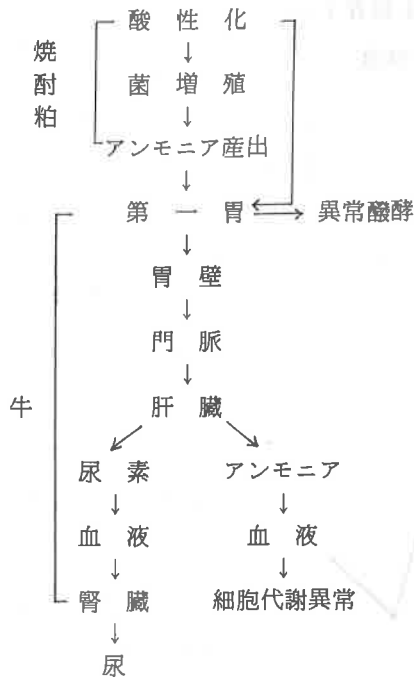 酸性化
焼酎粕
菌増殖
アンモニア産出
第一胃
異常醱酵
胃壁
門脈
牛
肝臓
尿素
アンモニア
血液
血液
腎臓
細胞代謝異常
尿